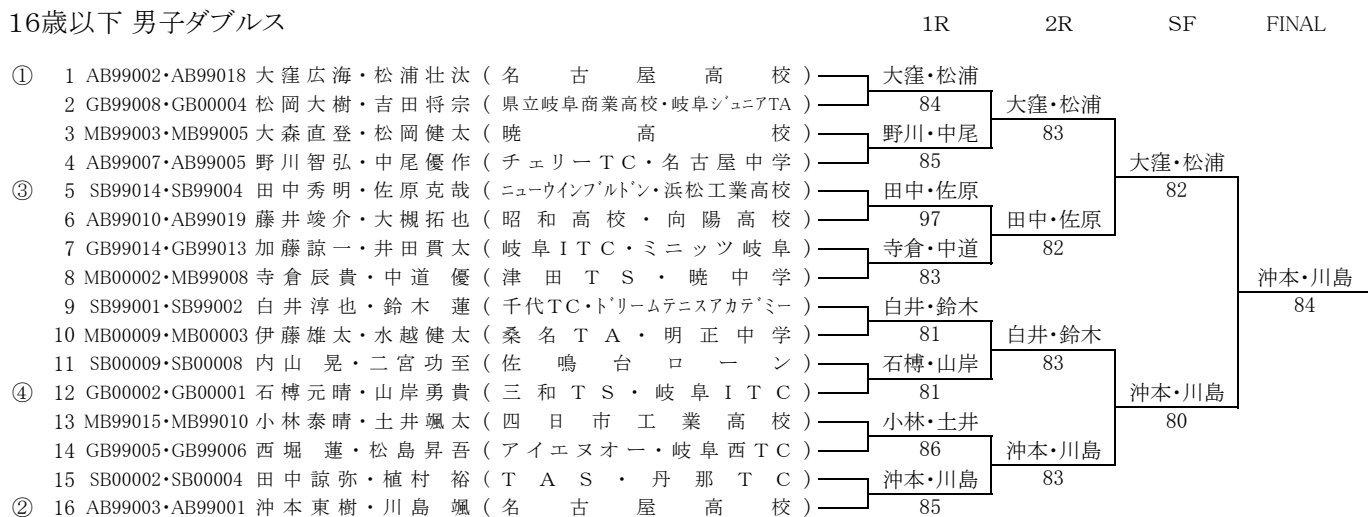 16歳以下 男子ダブルス 1R 2R SF FINAL
① 1 AB99002・AB99018 大窪広海・松浦壮汰 ( 名古屋高校 ) 大窪・松浦
2 GB99008・GB00004 松岡大樹・吉田将宗 ( 県立岐阜商業高校・岐阜ジュニアTA ) 84 大窪・松浦
3 MB99003・MB99005 大森直登・松岡健太 ( 暁高校 ) 野川・中尾 83
4 AB99007・AB99005 野川智弘・中尾優作 ( チェリーTC・名古屋中学 ) 85 大窪・松浦
③ 5 SB99014・SB99004 田中秀明・佐原克哉 ( ニューウインブルドン・浜松工業高校 ) 田中・佐原 82
6 AB99010・AB99019 藤井竣介・大槻拓也 ( 昭和高校・向陽高校 ) 97 田中・佐原
7 GB99014・GB99013 加藤諒一・井田貫太 ( 岐阜ITC・ミニッツ岐阜 ) 寺倉・中道 82
8 MB00002・MB99008 寺倉辰貴・中道 優 ( 津田TS・暁中学 ) 83 沖本・川島
9 SB99001・SB99002 白井淳也・鈴木 蓮 ( 千代TC・ドリームテニスアカデミー 白井・鈴木 84
10 MB00009・MB00003 伊藤雄太・水越健太 ( 桑名TA・明正中学 ) 81 白井・鈴木
11 SB00009・SB00008 内山 晃・二宮功至 ( 佐鳴台ローン ) 石榑・山岸 83
④ 12 GB00002・GB00001 石榑元晴・山岸勇貴 ( 三和TS・岐阜ITC ) 81 沖本・川島
13 MB99015・MB99010 小林泰晴・土井颯太 ( 四日市工業高校 ) 小林・土井 80
14 GB99005・GB99006 西堀 蓮・松島昇吾 ( アイエヌオー・岐阜西TC ) 86 沖本・川島
15 SB00002・SB00004 田中諒弥・植村 裕 ( TAS・丹那TC ) 沖本・川島 83
② 16 AB99003・AB99001 沖本東樹・川島 颯 ( 名古屋高校 ) 85